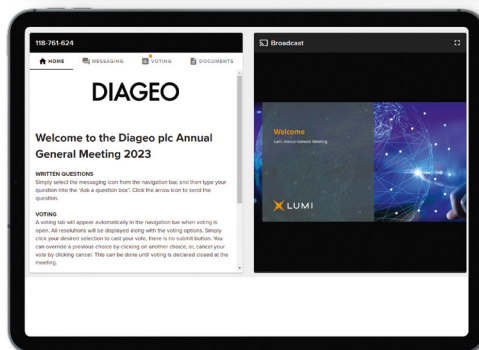 118-761-624
HOME
MESSAGING
VOTING
DOCUMENTS
DIAGEO
Welcome to the Diageo plc Annual
General Meeting 2023
WRITTEN QUESTIONS
Simply select the messaging icon from the navigation bar, and then type
your question into the ‘Ask a question box’. Click the arrow icon to send
the question.
VOTING
A voting tab will appear automatically in the navigation bar when voting is
open. All resolutions will be displayed along with the voting options. Simply
click your desired selection to cast your vote, there is no submit button. You
can override a previous choice by clicking on another choice, or, cancel your
vote by clicking cancel. This can be done until voting is declared closed at the
meeting.
Broadcast
Welcome
Lumi Annual General Meeting
LUMI